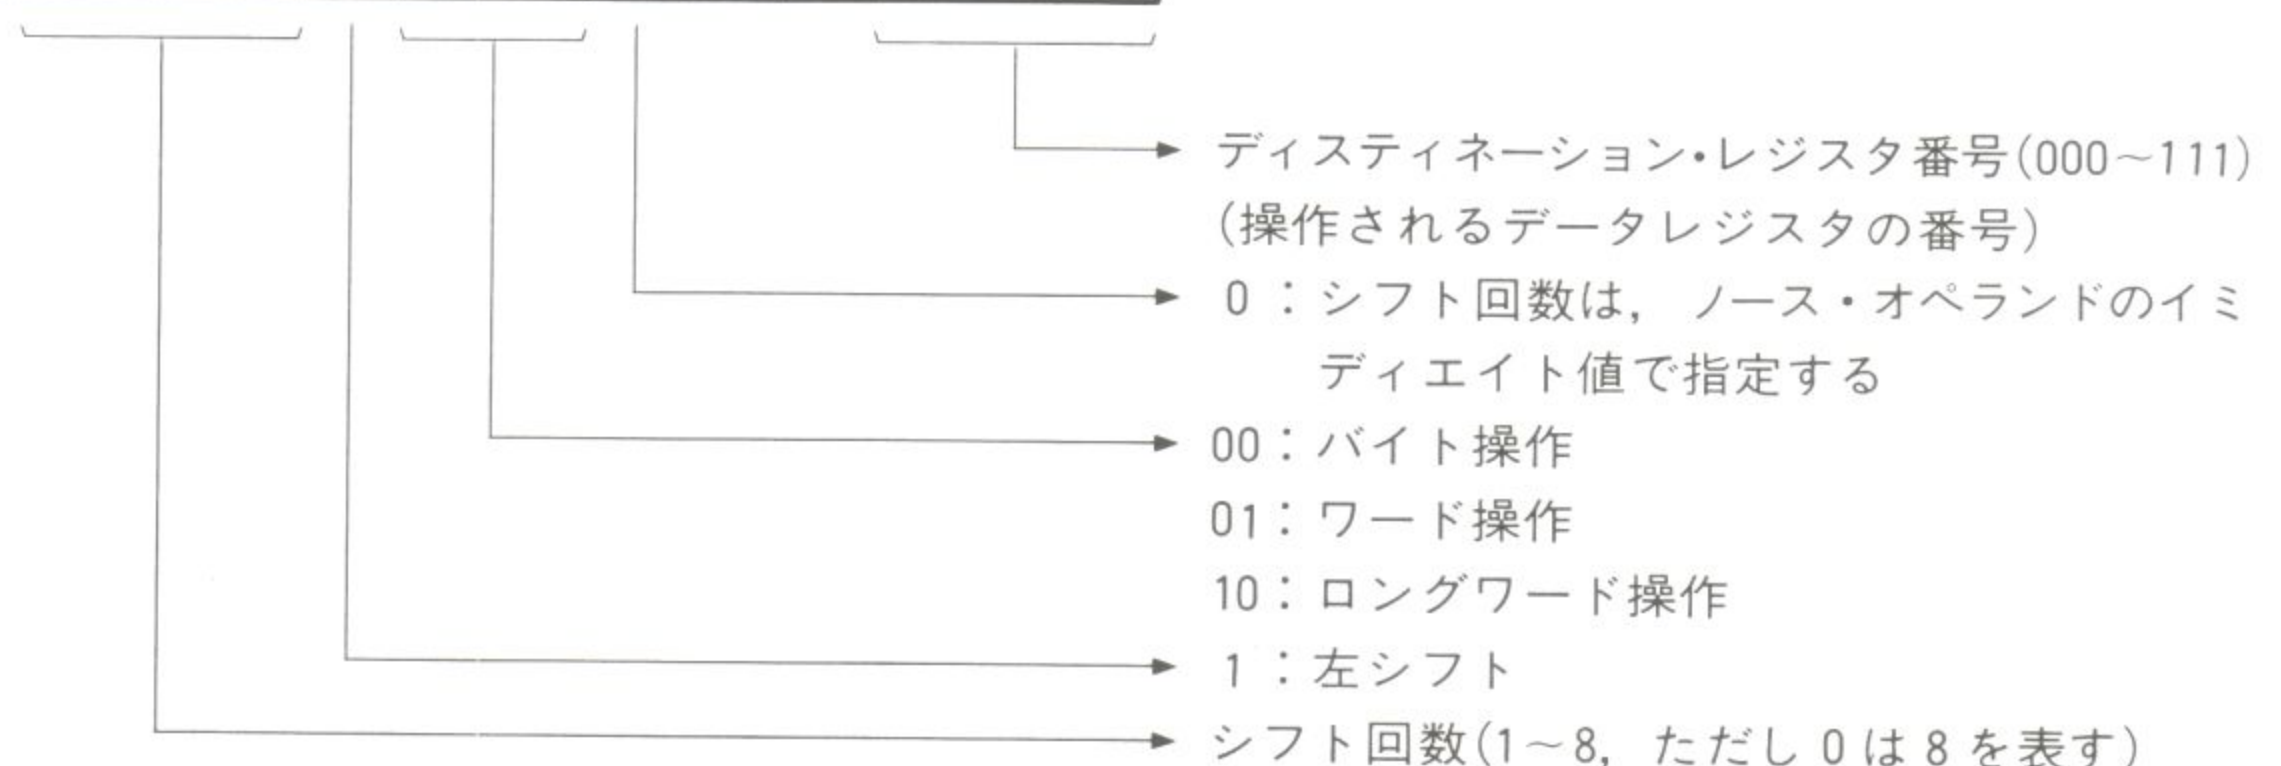 ディスティネーション・レジスタ番号(000～111)
(操作されるデータレジスタの番号)
0：シフト回数は，ノース・オペランドのイミ
ディエイト値で指定する
00：バイト操作
01：ワード操作
10：ロングワード操作
1：左シフト
シフト回数(1～8，ただし0は8を表す)